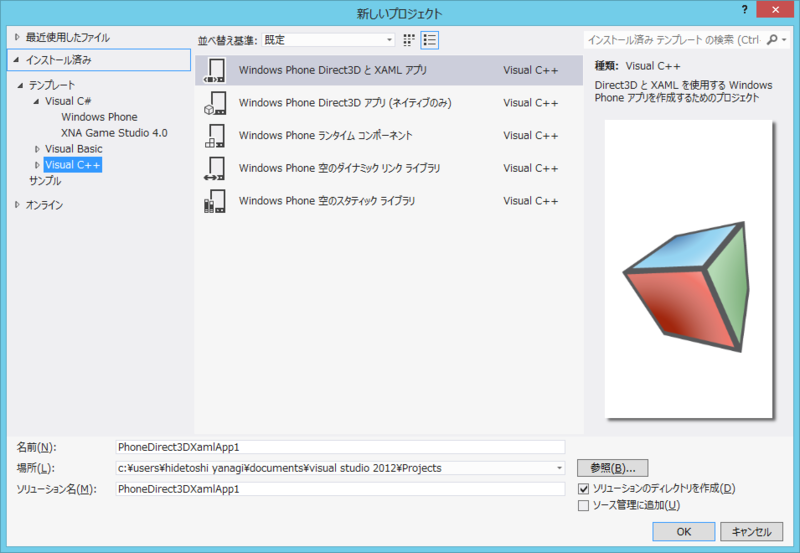 新しいプロジェクト
?
最近使用したファイル
インストール済み
テンプレート
Visual C#
Windows Phone
XNA Game Studio 4.0
Visual Basic
Visual C++
サンプル
オンライン
並べ替え基準: 既定
Windows Phone Direct3D と XAML アプリ Visual C++
Windows Phone Direct3D アプリ (ネイティブのみ) Visual C++
Windows Phone ランタイム コンポーネント Visual C++
Windows Phone 空のダイナミック リンク ライブラリ Visual C++
Windows Phone 空のスタティック ライブラリ Visual C++
インストール済み テンプレート の検索 (Ctrl-
種類: Visual C++
Direct3D と XAML を使用する Windows
Phone アプリを作成するためのプロジェクト
名前(N): PhoneDirect3DXamlApp1
場所(L): c:¥users¥hidetoshi yanagi¥documents¥visual studio 2012¥Projects
参照(B)...
ソリューション名(M): PhoneDirect3DXamlApp1
ソリューションのディレクトリを作成(D)
ソース管理に追加(U)
OK
キャンセル